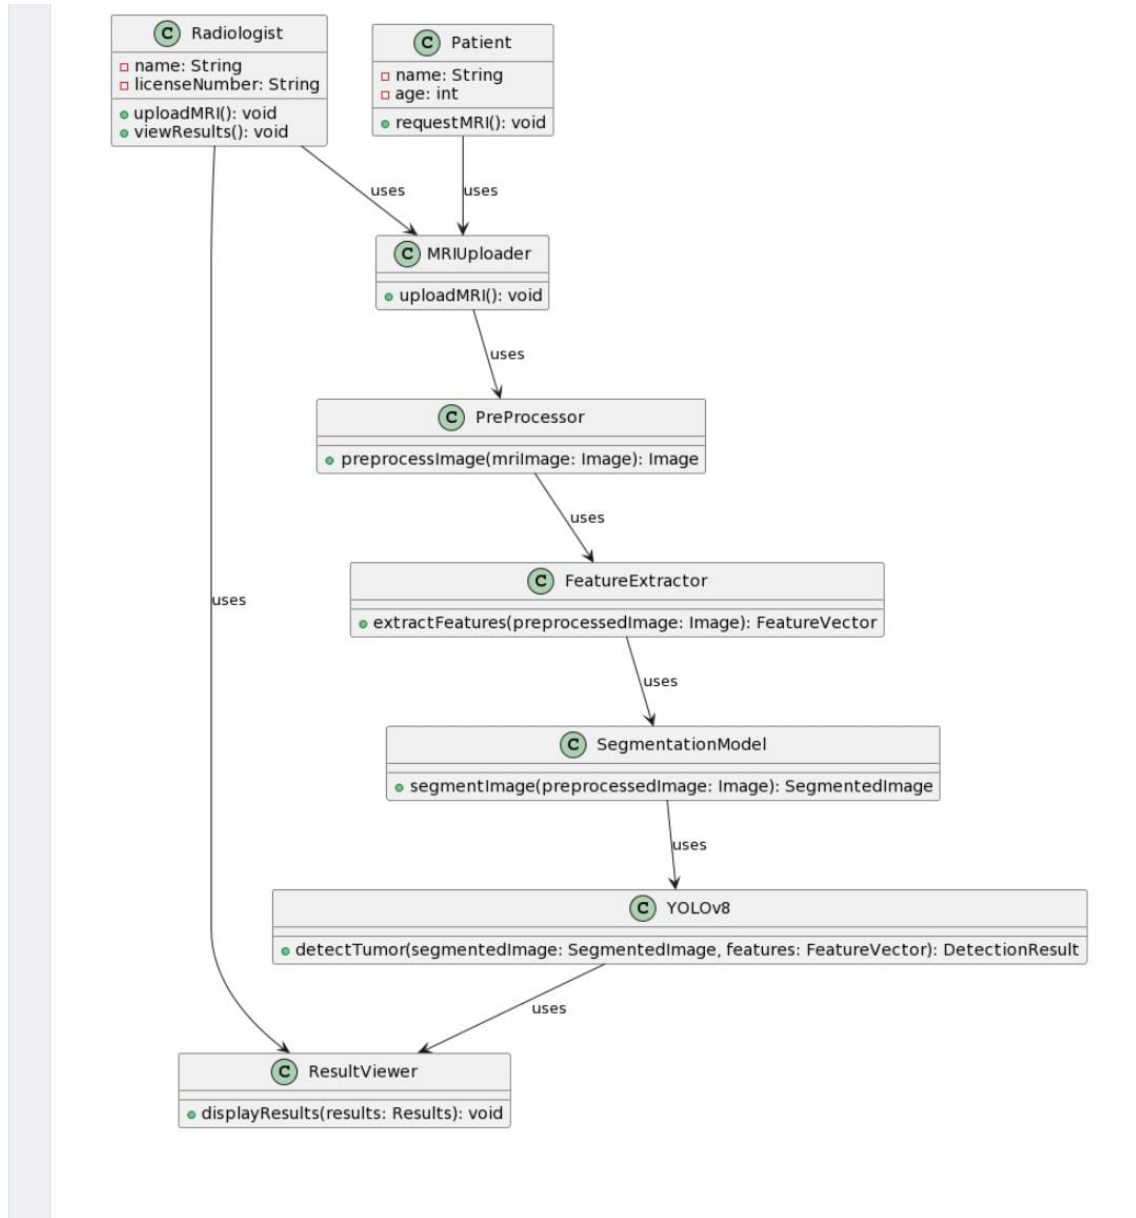 C Radiologist
name: String
licenseNumber: String
uploadMRI(): void
viewResults(): void
C Patient
name: String
age: int
requestMRI(): void
uses
uses
C MRIUploader
uploadMRI(): void
uses
C PreProcessor
preprocessImage(mriImage: Image): Image
uses
C FeatureExtractor
extractFeatures(preprocessedImage: Image): FeatureVector
uses
uses
C SegmentationModel
segmentImage(preprocessedImage: Image): SegmentedImage
uses
C YOLOv8
detectTumor(segmentedImage: SegmentedImage, features: FeatureVector): DetectionResult
uses
C ResultViewer
displayResults(results: Results): void